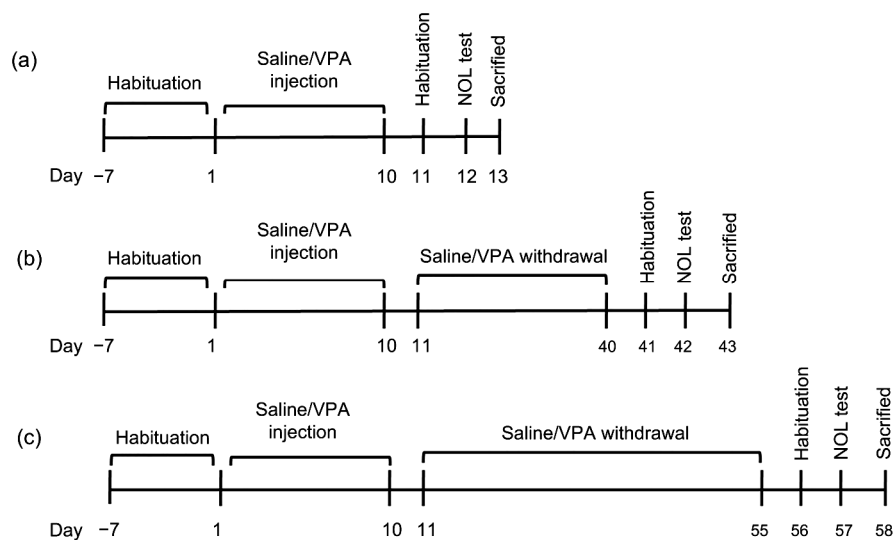 (a)
Habituation
Saline/VPA
injection
Habituation
NOL test
Sacrified
Day −7 1 10 11 12 13
(b)
Habituation
Saline/VPA
injection
Saline/VPA withdrawal
Habituation
NOL test
Sacrified
Day −7 1 10 11 40 41 42 43
(c)
Habituation
Saline/VPA
injection
Saline/VPA withdrawal
Habituation
NOL test
Sacrified
Day −7 1 10 11 55 56 57 58